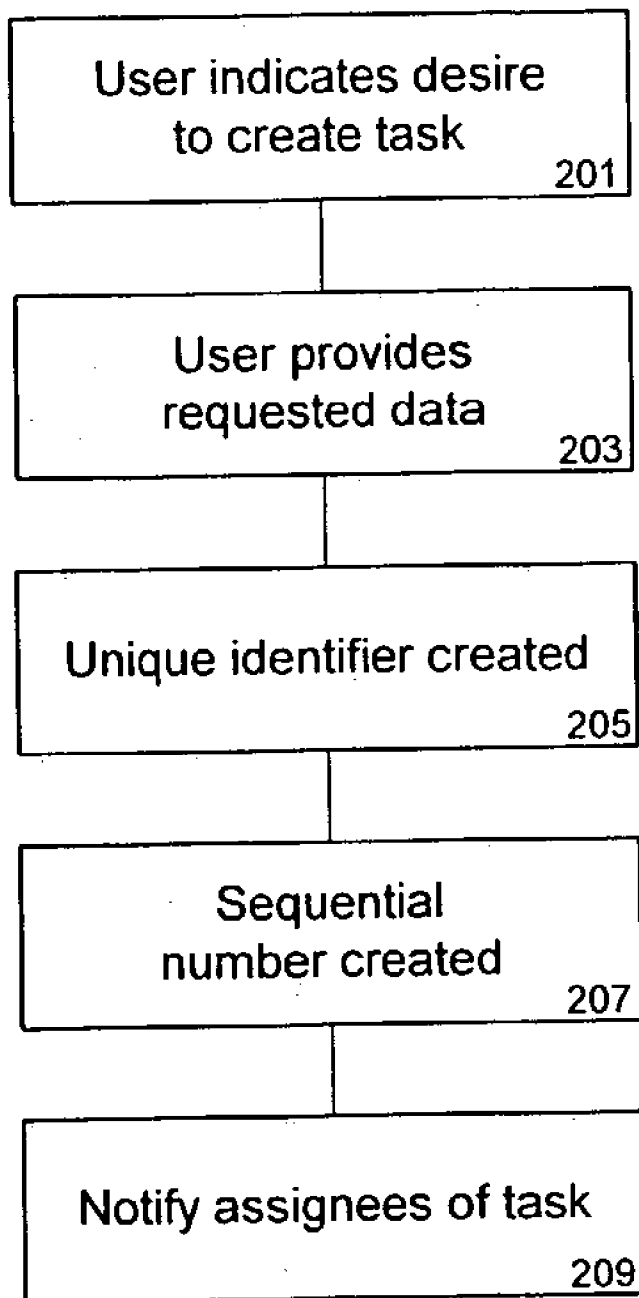 User indicates desire
to create task
201
User provides
requested data
203
Unique identifier created
205
Sequential
number created
207
Notify assignees of task
209